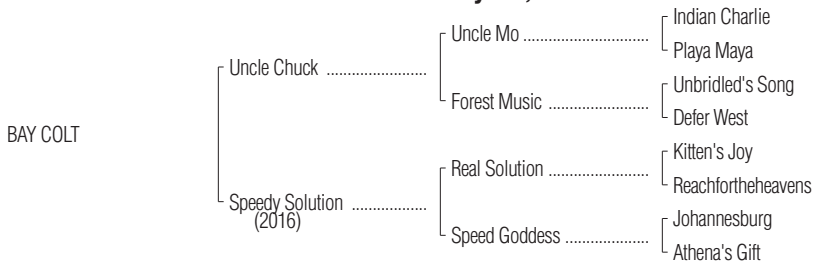 Indian Charlie
Uncle Mo
Playa Maya
Uncle Chuck
Unbridled's Song
Forest Music
Defer West
BAY COLT
Kitten's Joy
Real Solution
Reachfortheheavens
Speedy Solution
(2016)
Johannesburg
Speed Goddess
Athena's Gift